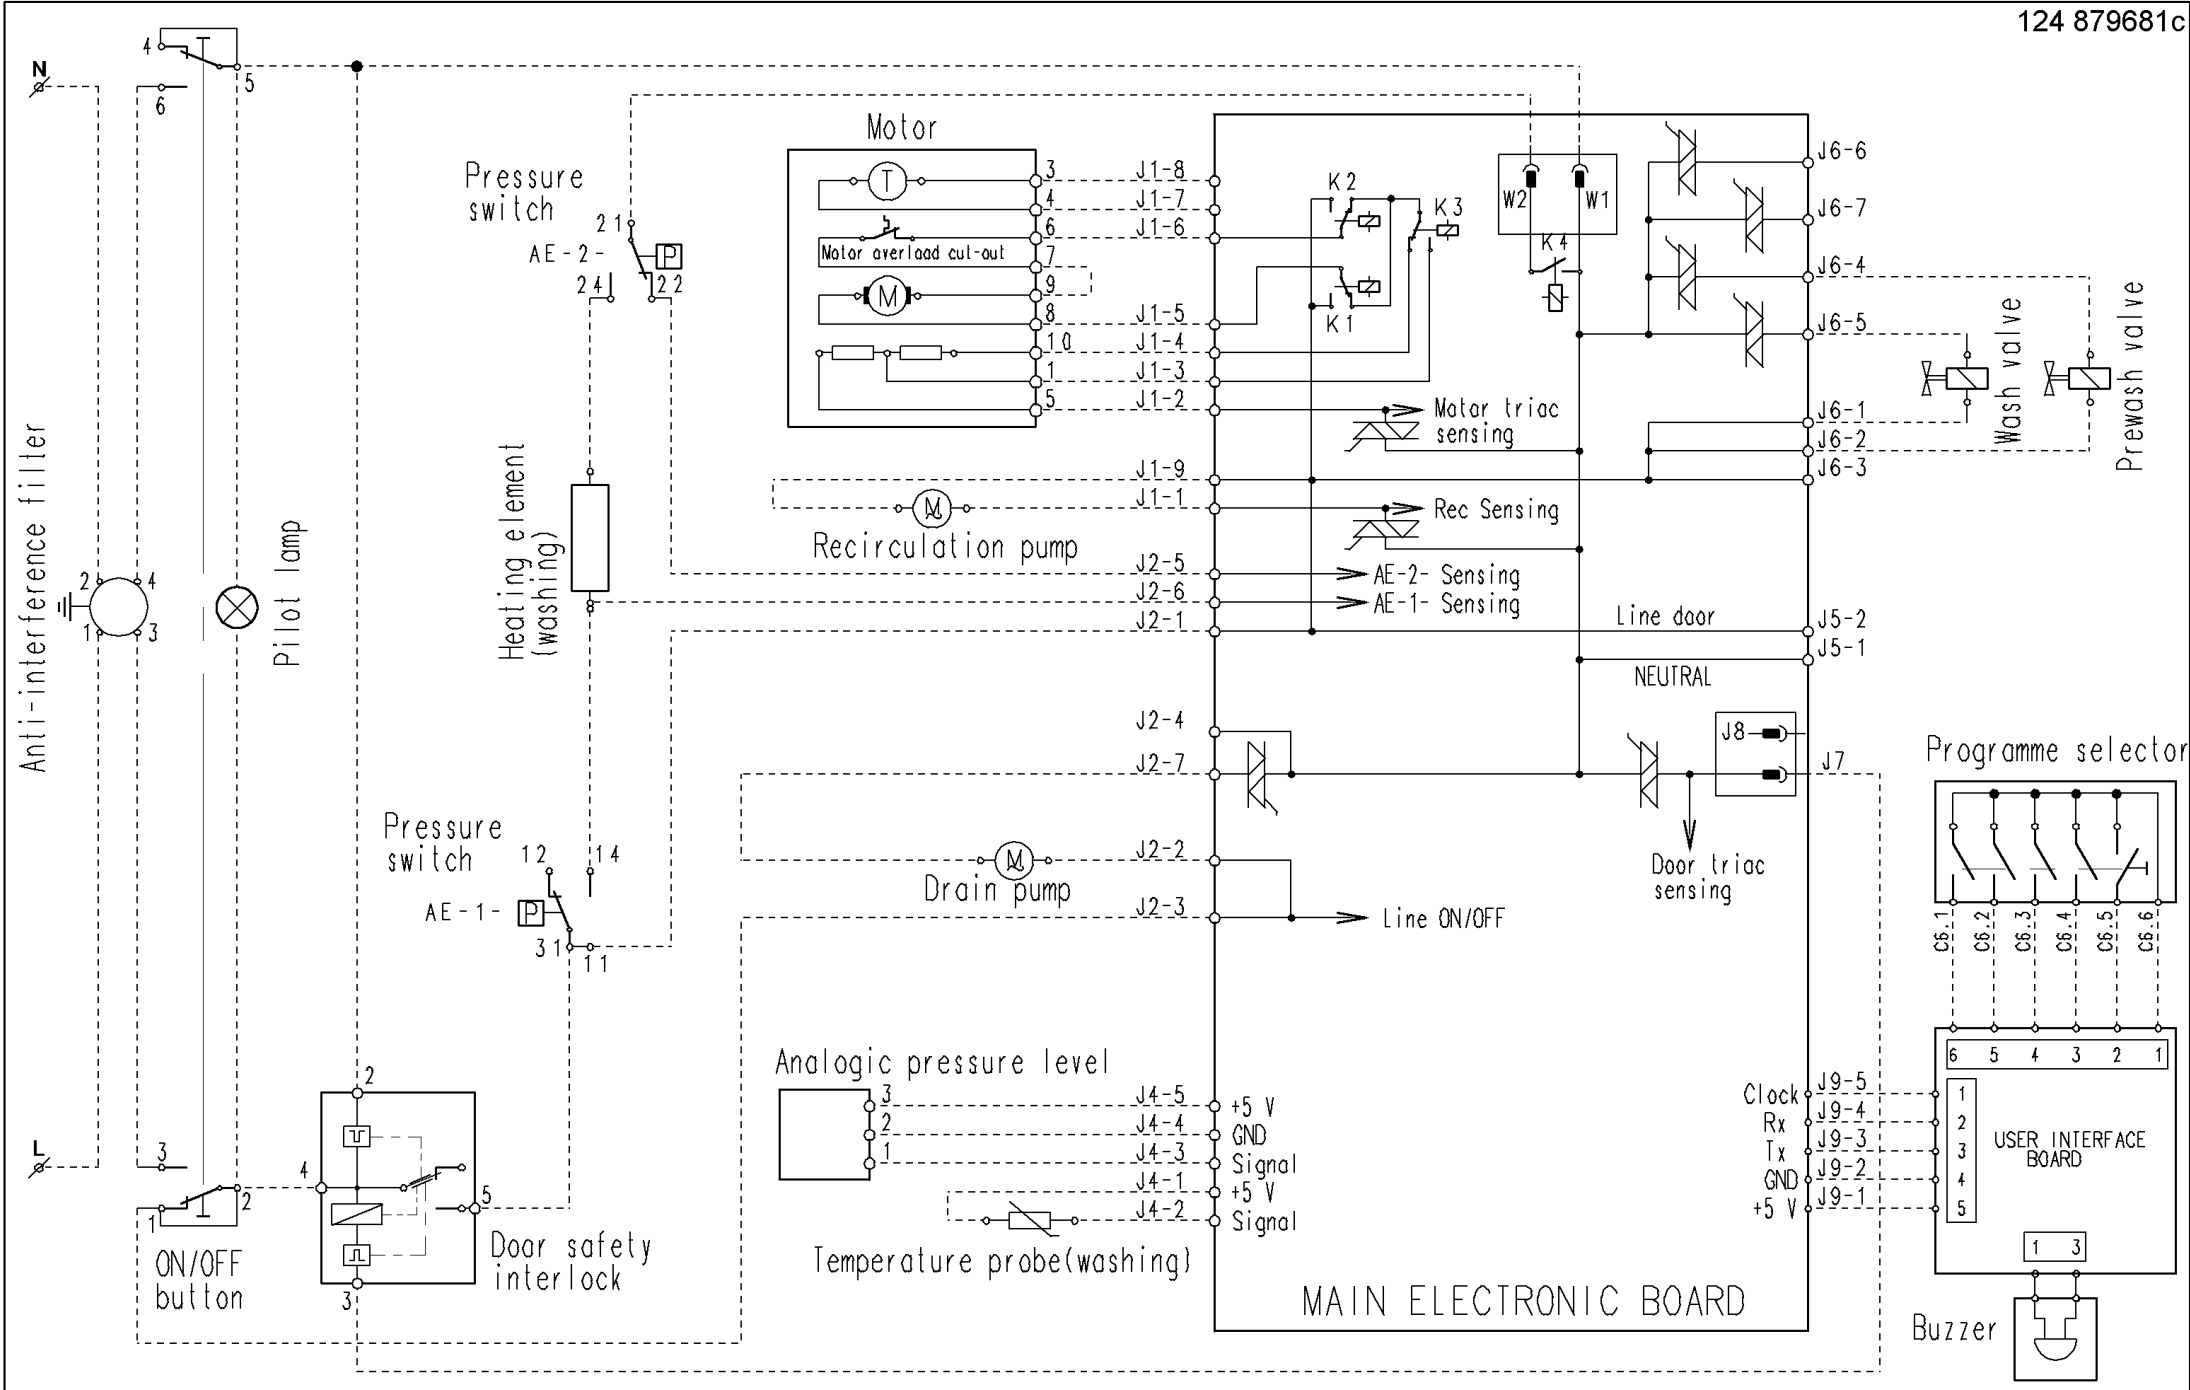 124 879681c
N
4
5
6
Motor
Pressure
switch
21
AE-2-
P
24
22
T
3
4
6
Motor overload cut-out
7
9
M
8
10
1
5
J1-8
J1-7
J1-6
J1-5
J1-4
J1-3
J1-2
J1-9
J1-1
K2
K3
K1
W2
W1
K4
J6-6
J6-7
J6-4
J6-5
J6-1
J6-2
J6-3
Wash valve
Prewash valve
Motor triac
sensing
M
Recirculation pump
Rec Sensing
Anti-interference filter
2
4
1
3
Pilot lamp
Heating element
(washing)
8
J2-5
J2-6
J2-1
AE-2- Sensing
AE-1- Sensing
Line door
J5-2
J5-1
NEUTRAL
J2-4
J2-7
J8
J7
Door triac
sensing
Pressure
switch
12
14
AE-1-
P
31
11
M
Drain pump
J2-2
J2-3
Line ON/OFF
Programme selector
C6.1
C6.2
C6.3
C6.4
C6.5
C6.6
L
3
2
1
ON/OFF
button
2
4
5
3
Door safety
interlock
Analogic pressure level
3
2
1
J4-5
J4-4
J4-3
J4-1
J4-2
+5 V
GND
Signal
+5 V
Signal
Temperature probe(washing)
MAIN ELECTRONIC BOARD
Clock
Rx
Tx
GND
+5 V
J9-5
J9-4
J9-3
J9-2
J9-1
6 5 4 3 2 1
1
2
3
4
5
USER INTERFACE
BOARD
1 3
Buzzer